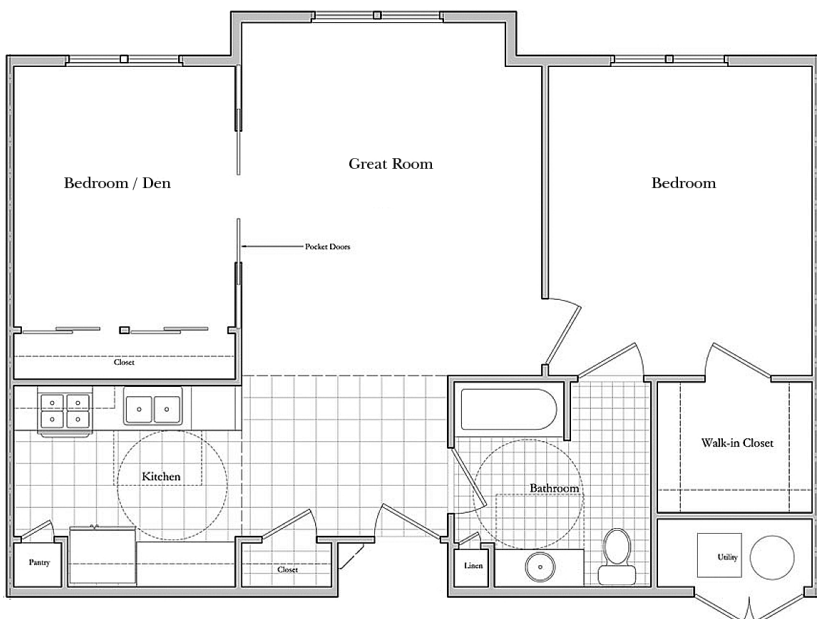 Great Room
Bedroom / Den
Bedroom
Pocket Doors
Closet
Walk-in Closet
Kitchen
Bathroom
Utility
Pantry
Closet
Linen